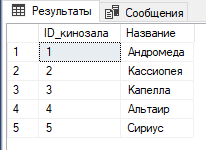 Результаты Сообщения
ID_кинозала Название
1 1 Андромеда
2 2 Кассиопея
3 3 Капелла
4 4 Альтаир
5 5 Сириус